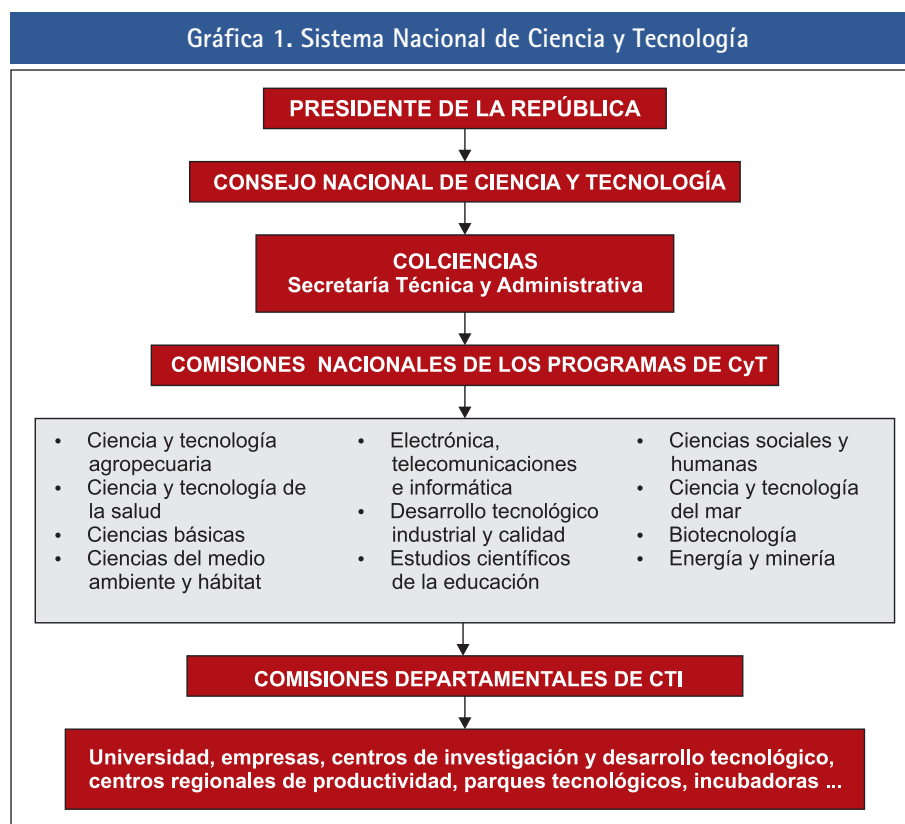 Gráfica 1. Sistema Nacional de Ciencia y Tecnología
PRESIDENTE DE LA REPÚBLICA
CONSEJO NACIONAL DE CIENCIA Y TECNOLOGÍA
COLCIENCIAS
Secretaría Técnica y Administrativa
COMISIONES NACIONALES DE LOS PROGRAMAS DE CyT
• Ciencia y tecnología
agropecuaria
• Ciencia y tecnología de
la salud
• Ciencias básicas
• Ciencias del medio
ambiente y hábitat
• Electrónica,
telecomunicaciones
e informática
• Desarrollo tecnológico
industrial y calidad
• Estudios científicos
de la educación
• Ciencias sociales y
humanas
• Ciencia y tecnología
del mar
• Biotecnología
• Energía y minería
COMISIONES DEPARTAMENTALES DE CTI
Universidad, empresas, centros de investigación y desarrollo tecnológico,
centros regionales de productividad, parques tecnológicos, incubadoras ...